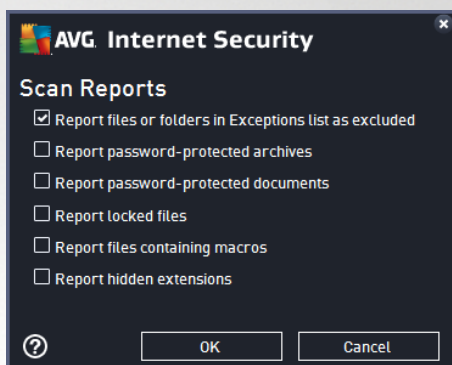 AVG. Internet Security
Scan Reports
Report files or folders in Exceptions list as excluded
Report password-protected archives
Report password-protected documents
Report locked files
Report files containing macros
Report hidden extensions
?
OK
Cancel